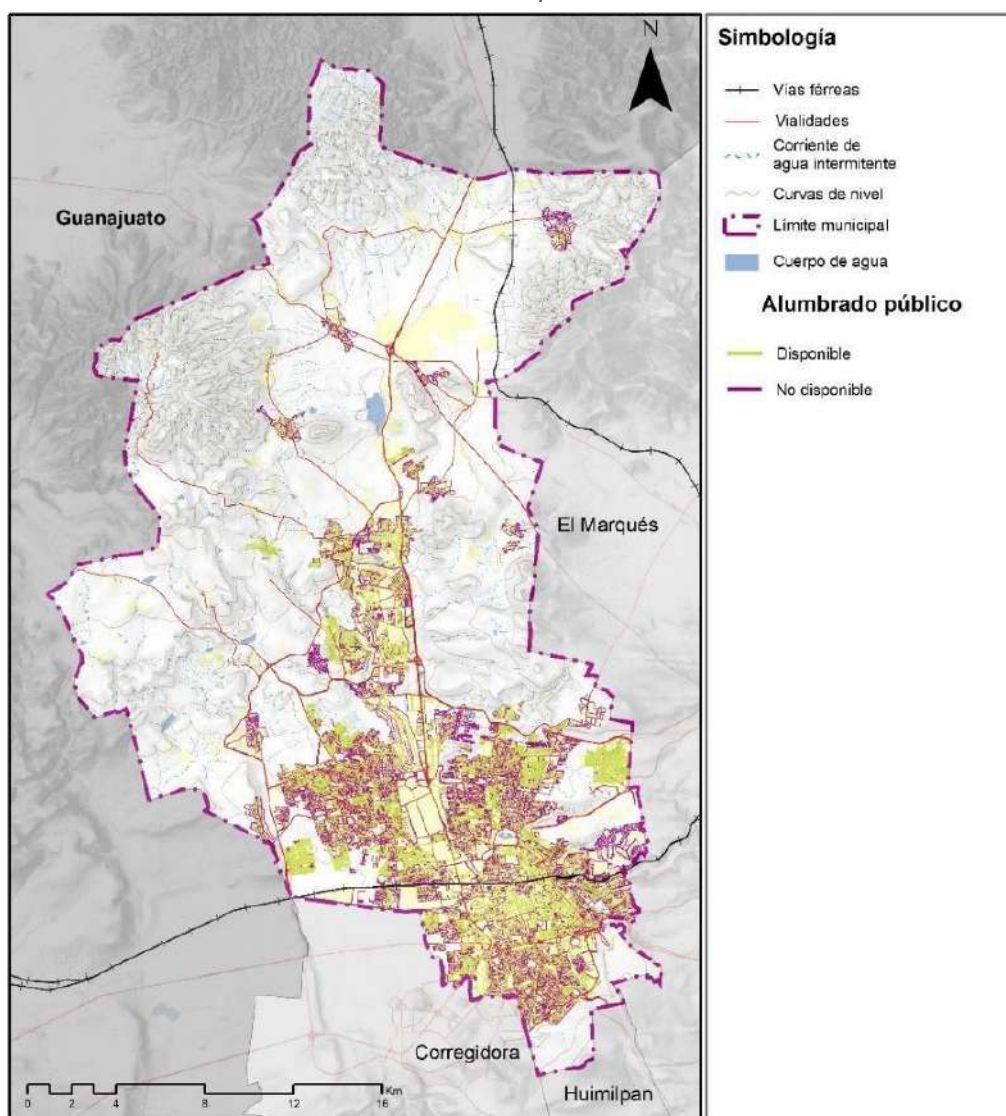 N
Guanajuato
El Marqués
Corregidora
Huimilpan
0 2 4 8 12 16 Km
Simbología
Vías férreas
Vialidades
Corriente de
agua intermitente
Curvas de nivel
Límite municipal
Cuerpo de agua
Alumbrado público
Disponible
No disponible